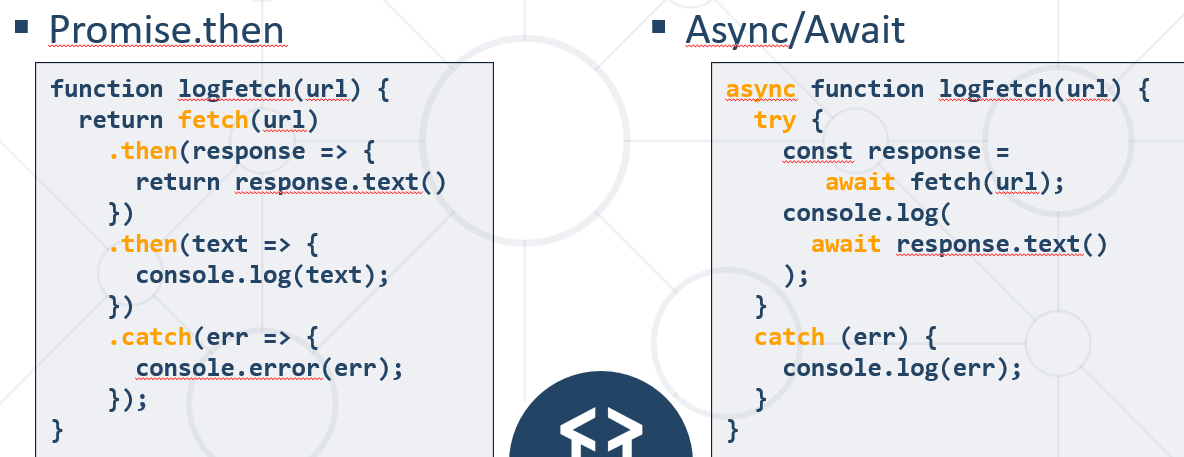 ▪ Promise.then
function logFetch(url) {
  return fetch(url)
    .then(response => {
      return response.text()
    })
    .then(text => {
      console.log(text);
    })
    .catch(err => {
      console.error(err);
    });
}
▪ Async/Await
async function logFetch(url) {
  try {
    const response =
       await fetch(url);
    console.log(
      await response.text()
    );
  }
  catch (err) {
    console.log(err);
  }
}